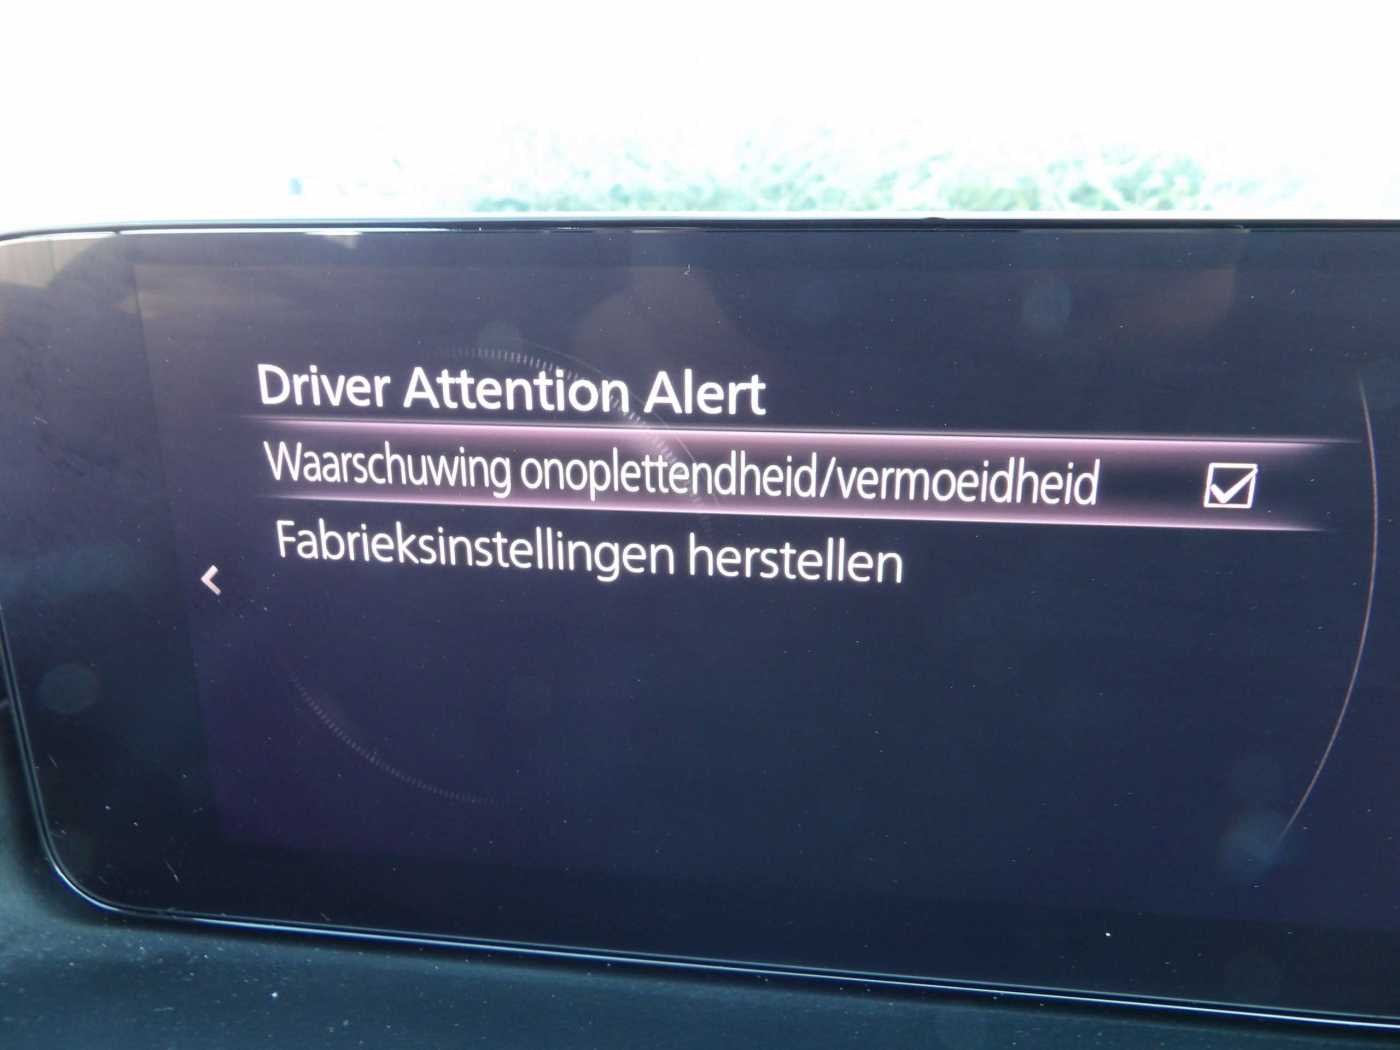 Driver Attention Alert
Waarschuwing onoplettendheid/vermoeidheid
Fabrieksinstellingen herstellen